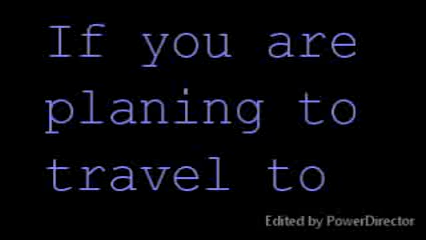 If you are
planing to
travel to
Edited by PowerDirector